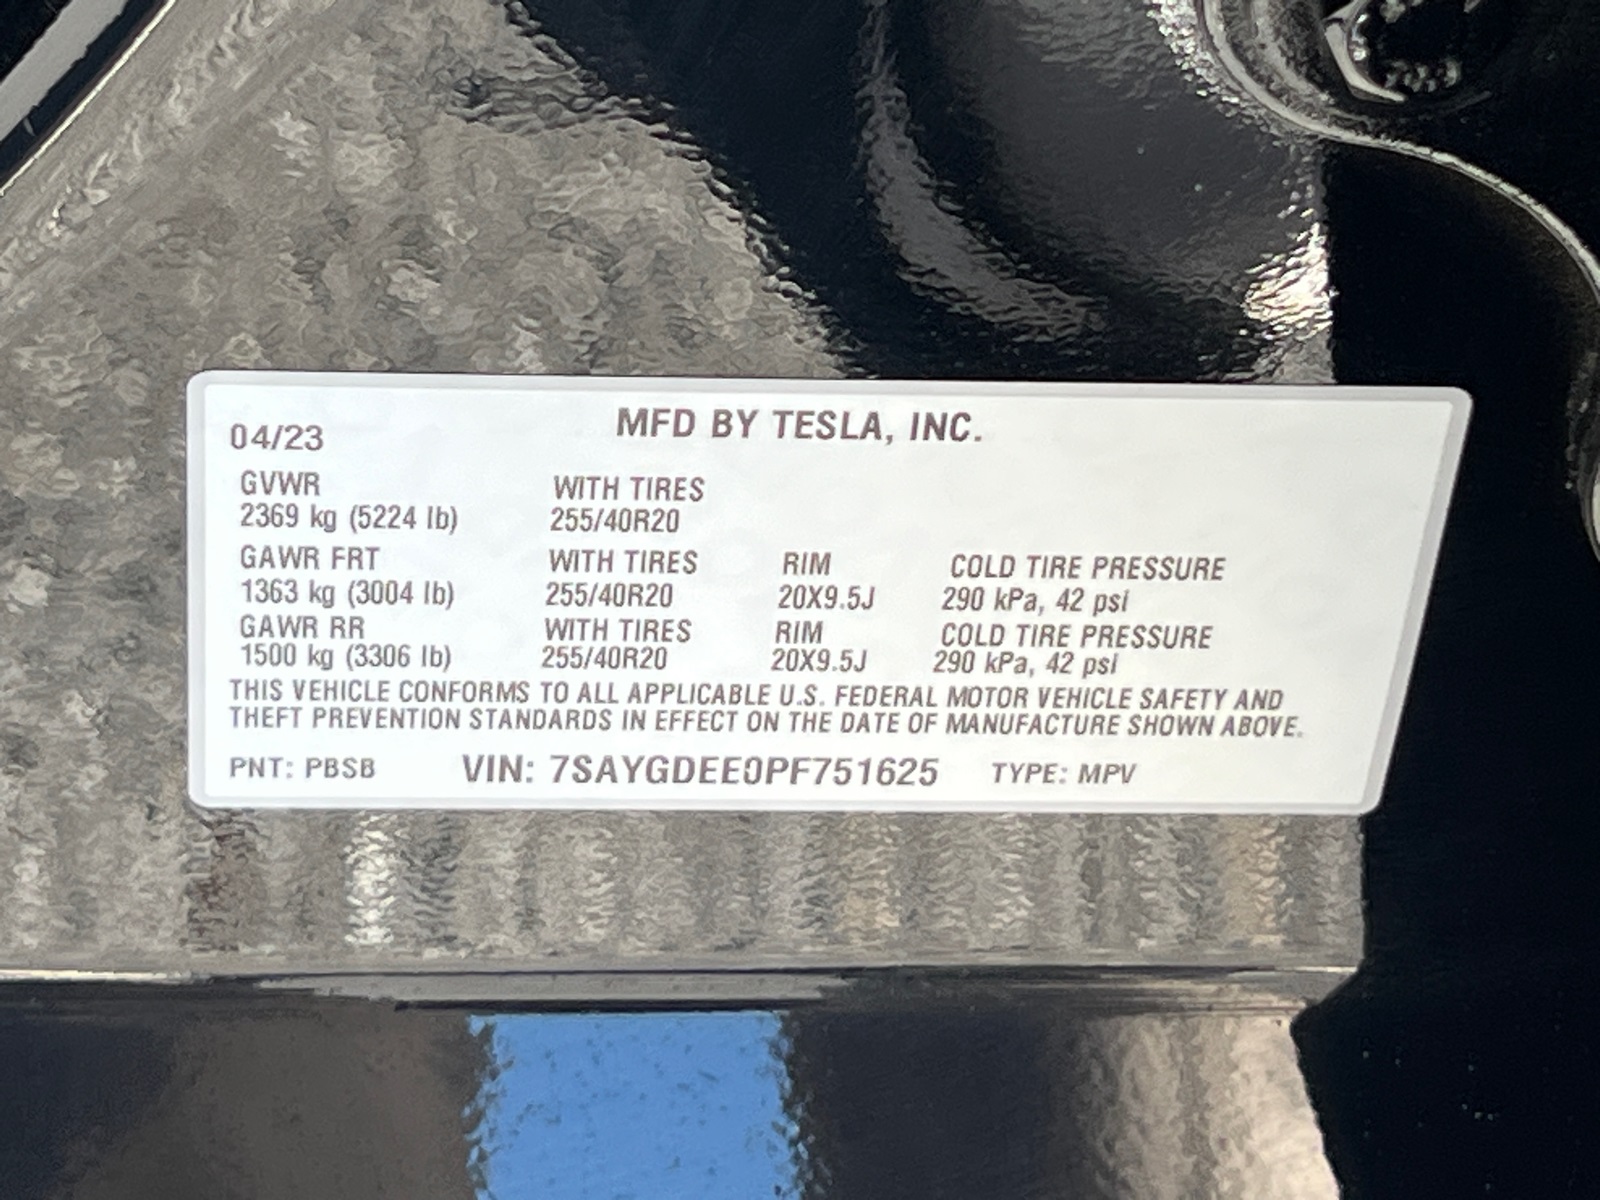 04/23 MFD BY TESLA, INC.
GVWR WITH TIRES
2369 kg (5224 lb) 255/40R20
GAWR FRT WITH TIRES RIM COLD TIRE PRESSURE
1363 kg (3004 lb) 255/40R20 20X9.5J 290 kPa, 42 psi
GAWR RR WITH TIRES RIM COLD TIRE PRESSURE
1500 kg (3306 lb) 255/40R20 20X9.5J 290 kPa, 42 psi
THIS VEHICLE CONFORMS TO ALL APPLICABLE U.S. FEDERAL MOTOR VEHICLE SAFETY AND
THEFT PREVENTION STANDARDS IN EFFECT ON THE DATE OF MANUFACTURE SHOWN ABOVE.
PNT: PBSB VIN: 7SAYGDEE0PF751625 TYPE: MPV